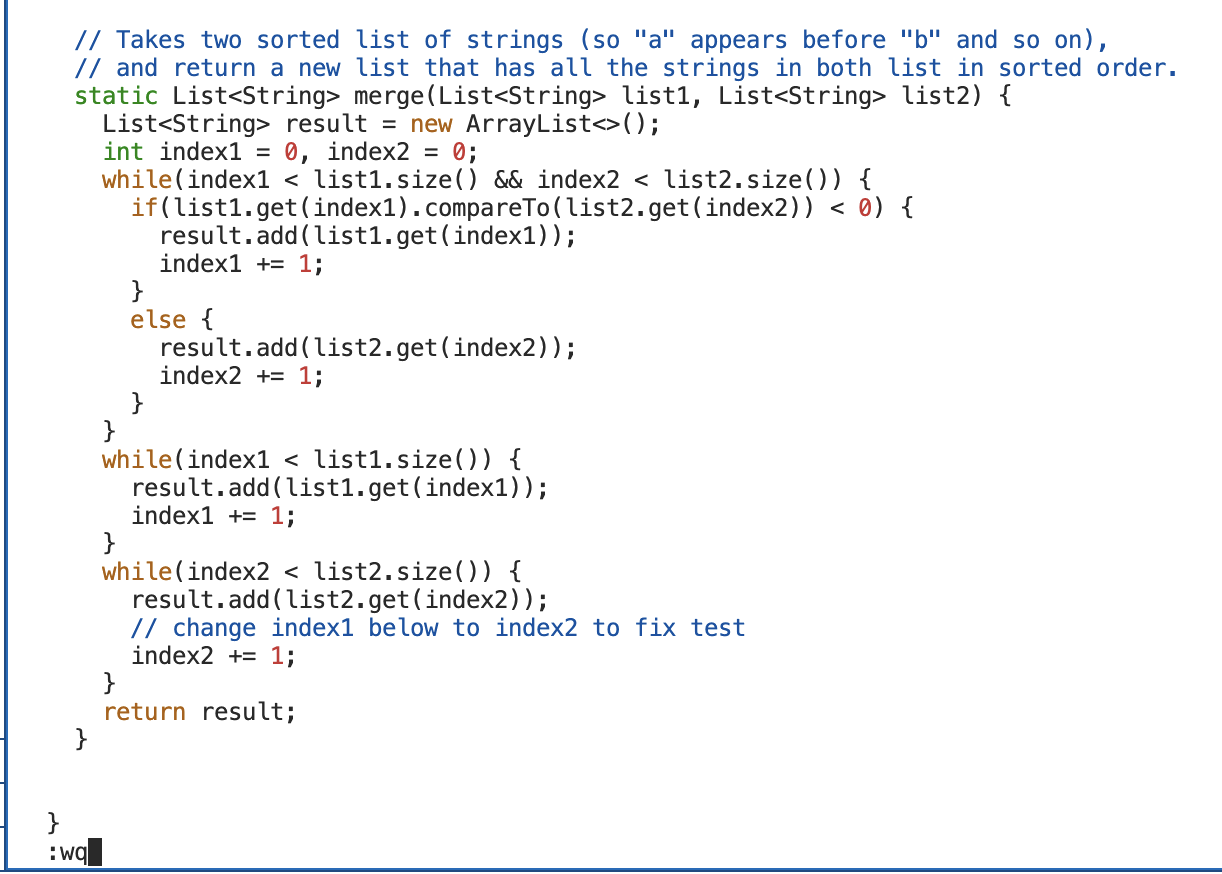 // Takes two sorted list of strings (so "a" appears before "b" and so on),
// and return a new list that has all the strings in both list in sorted order.
static List<String> merge(List<String> list1, List<String> list2) {
List<String> result = new ArrayList<>();
int index1 = 0, index2 = 0;
while(index1 < list1.size() && index2 < list2.size()) {
if(list1.get(index1).compareTo(list2.get(index2)) < 0) {
result.add(list1.get(index1));
index1 += 1;
}
else {
result.add(list2.get(index2));
index2 += 1;
}
}
while(index1 < list1.size()) {
result.add(list1.get(index1));
index1 += 1;
}
while(index2 < list2.size()) {
result.add(list2.get(index2));
// change index1 below to index2 to fix test
index2 += 1;
}
return result;
}
}
:wq